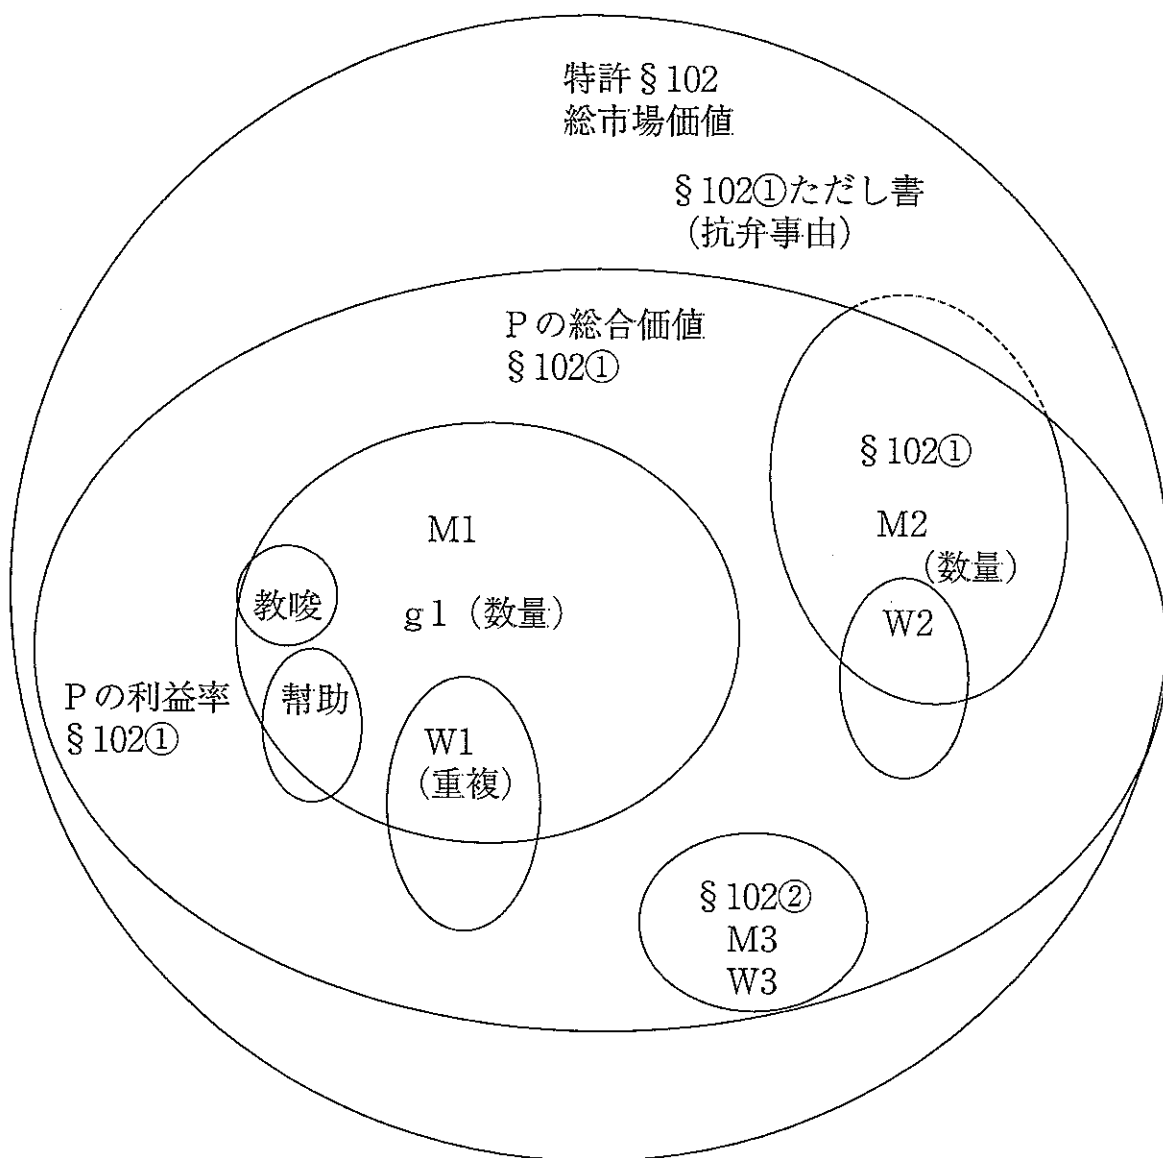 特許§102
総市場価値
§102①ただし書
(抗弁事由)
Pの総合価値
§102①
§102①
M2
(数量)
W2
M1
g1(数量)
教唆
幇助
W1
(重複)
Pの利益率
§102①
§102②
M3
W3